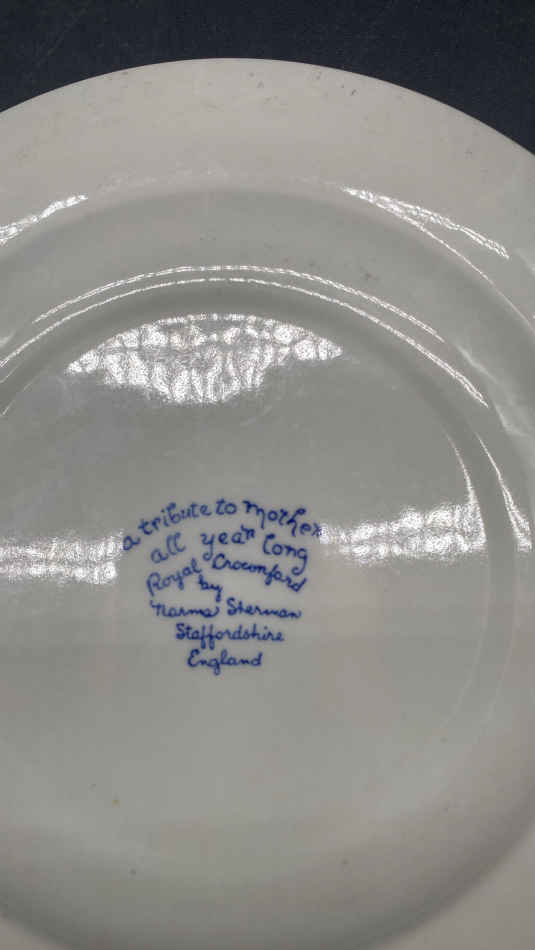 a tribute to mother
all year long
Royal Crownford
by
Norma Sherman
Staffordshire
England